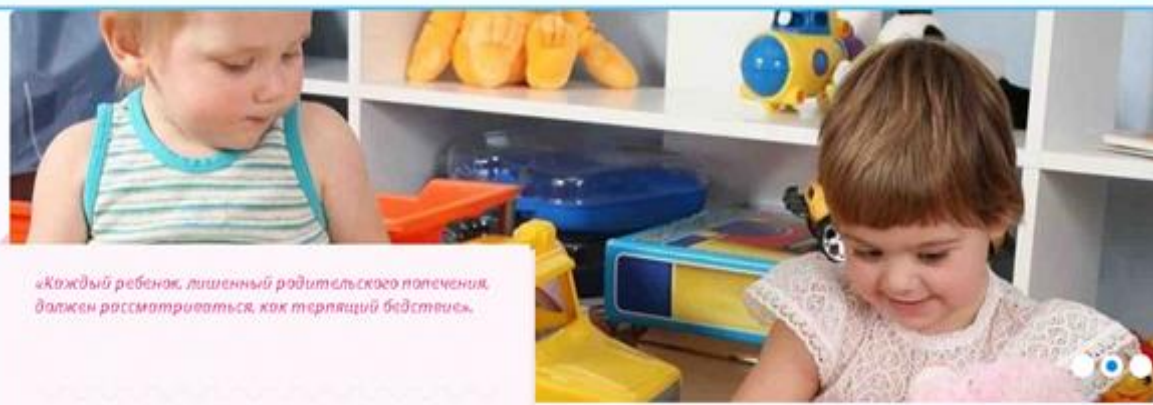 «Каждый ребенок, лишенный родительского попечения,
должен рассматриваться, как терпящий бедствие».